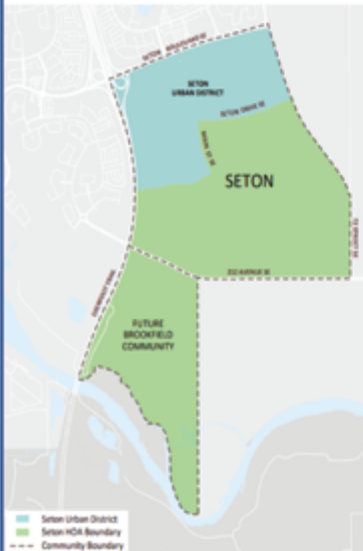 SETON
SETON
URBAN DISTRICT
SETON DRIVE SE
MAIN ST SE
SETON
212 AVENUE SE
FUTURE
BROOKFIELD
COMMUNITY
Seton Urban District
Seton HOA Boundary
Community Boundary